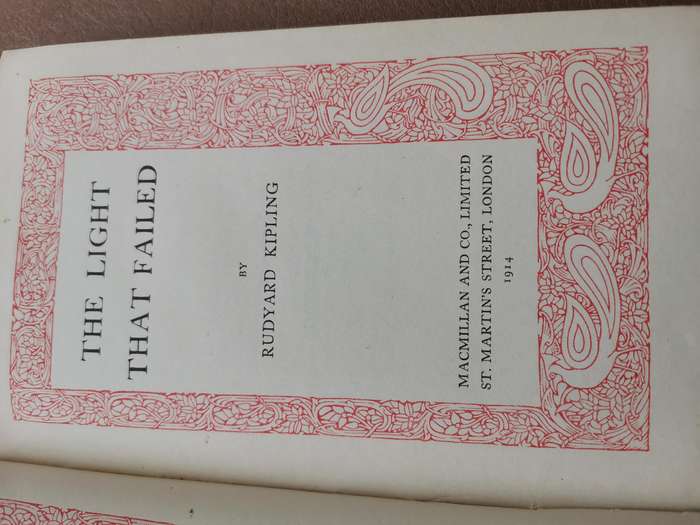 THE LIGHT
THAT FAILED
BY
RUDYARD KIPLING
MACMILLAN AND CO., LIMITED
ST. MARTIN'S STREET, LONDON
1914